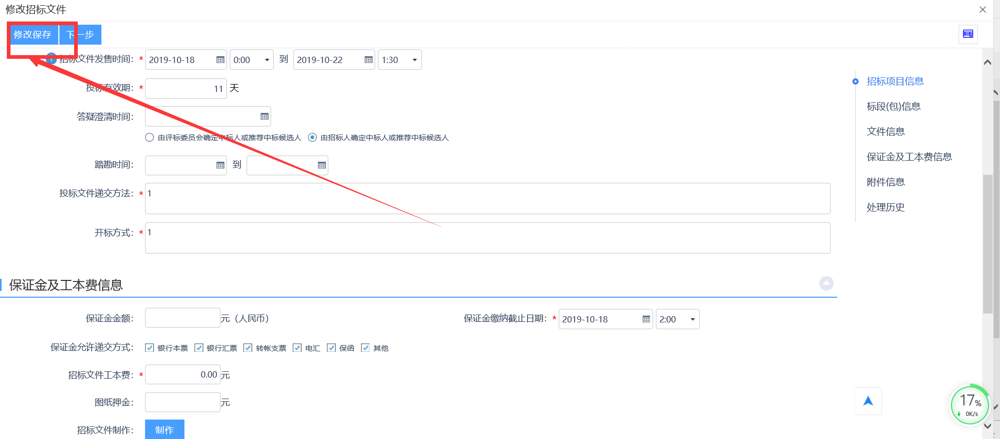 修改招标文件
修改保存 下一步
招标文件发售时间：* 2019-10-18 0:00 到 2019-10-22 1:30
投标有效期：* 11 天
答疑澄清时间：
由评标委员会确定中标人或推荐中标候选人 由招标人确定中标人或推荐中标候选人
踏勘时间： 到
投标文件递交方法：* 1
开标方式：* 1
招标项目信息
标段(包)信息
文件信息
保证金及工本费信息
附件信息
处理历史
保证金及工本费信息
保证金金额： 元（人民币） 保证金缴纳截止日期：* 2019-10-18 2:00
保证金允许递交方式： 银行本票 银行汇票 转帐支票 电汇 保函 其他
招标文件工本费：* 0.00 元
图纸押金： 元
招标文件制作： 制作
17%
0K/s